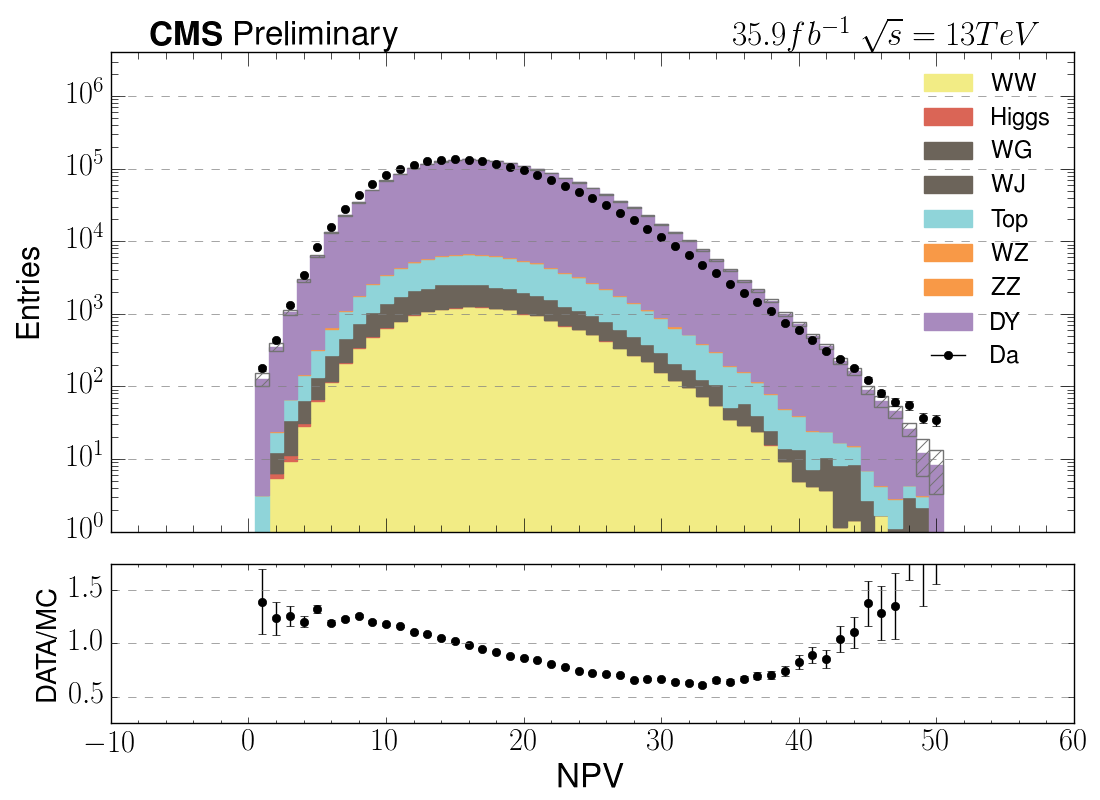 CMS Preliminary 35.9fb⁻¹ √s = 13TeV
10⁶
10⁵
10⁴
10³
10²
10¹
10⁰
Entries
WW
Higgs
WG
WJ
Top
WZ
ZZ
DY
Da
1.5
1.0
0.5
DATA/MC
−10 0 10 20 30 40 50 60
NPV